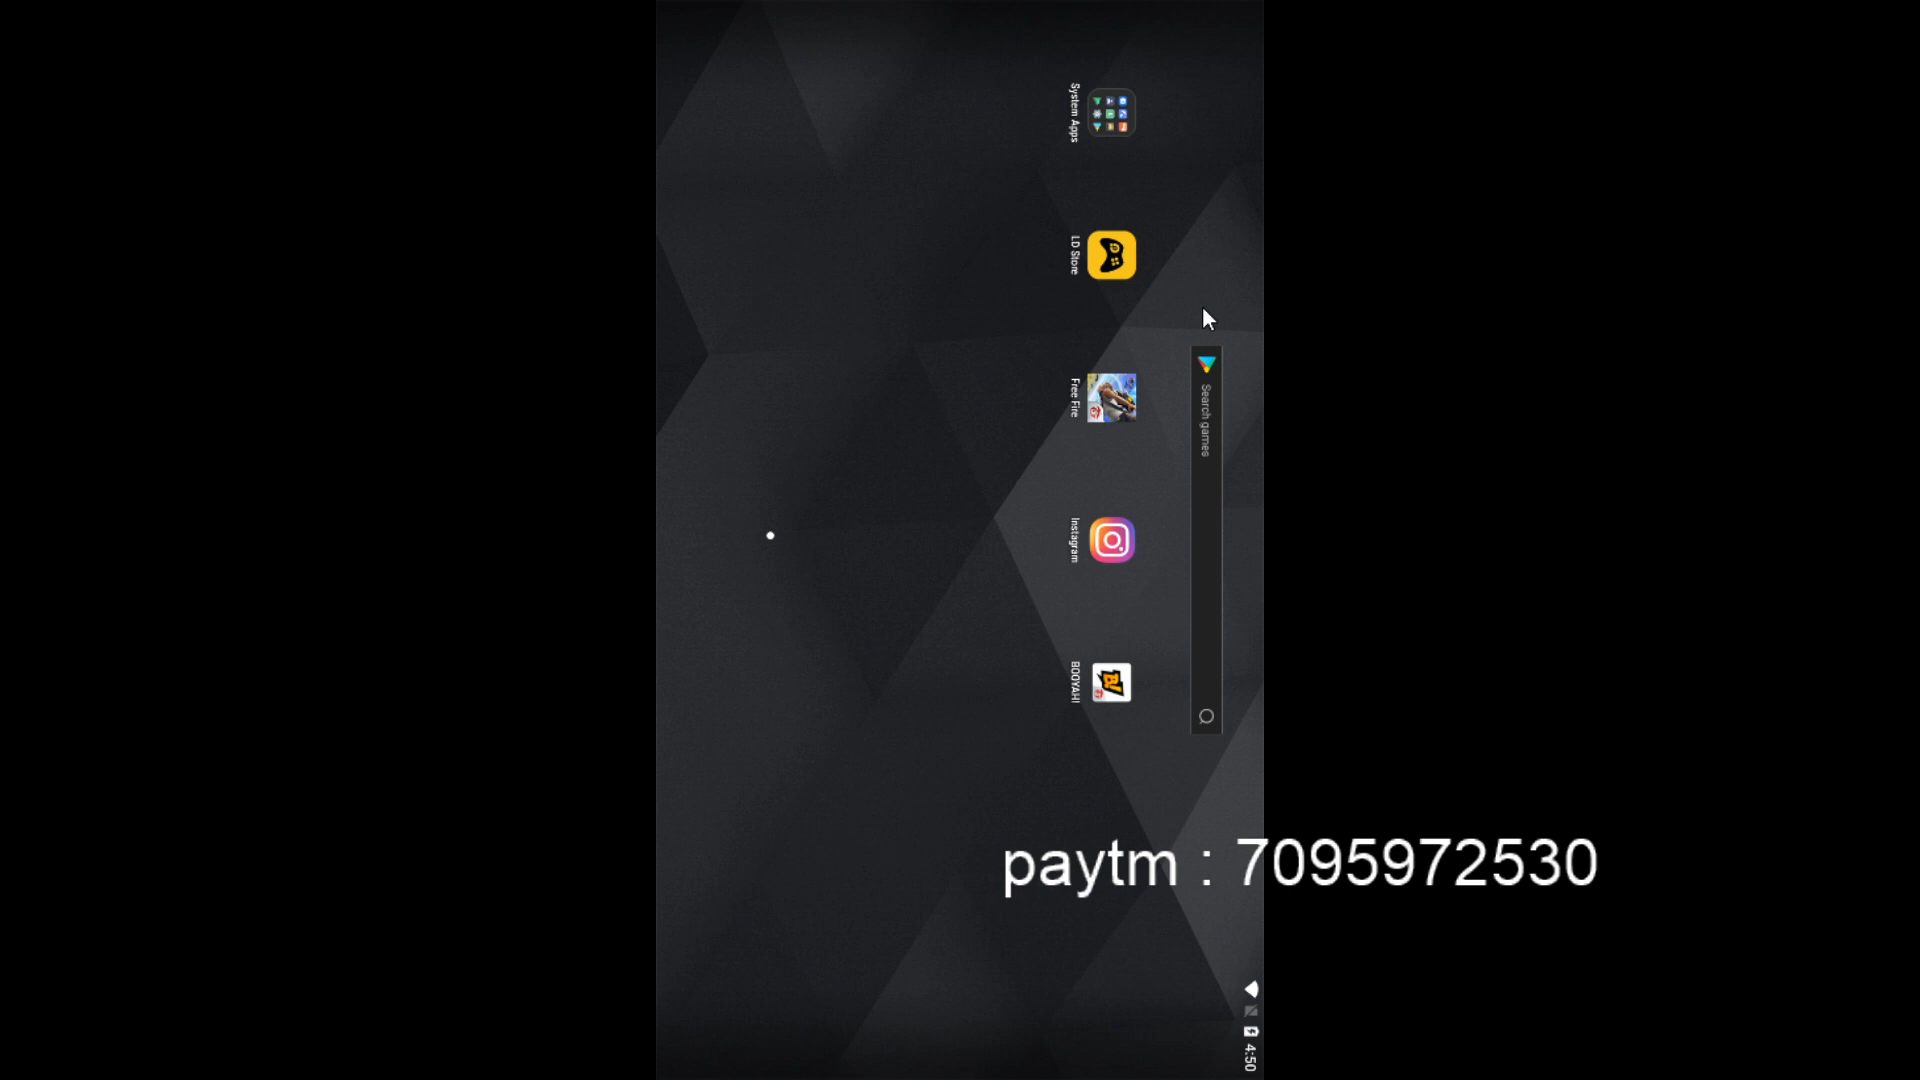 4:50
Search games
System Apps
LD Store
Free Fire
Instagram
BOOYAH!
B!
paytm : 7095972530